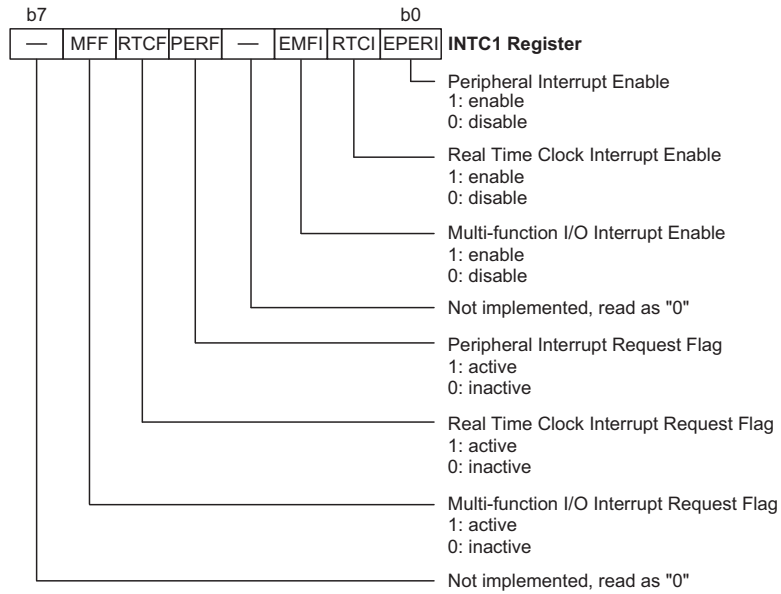 b7 b0
— MFF RTCF PERF — EMFI RTCI EPERI INTC1 Register
Peripheral Interrupt Enable
1: enable
0: disable
Real Time Clock Interrupt Enable
1: enable
0: disable
Multi-function I/O Interrupt Enable
1: enable
0: disable
Not implemented, read as "0"
Peripheral Interrupt Request Flag
1: active
0: inactive
Real Time Clock Interrupt Request Flag
1: active
0: inactive
Multi-function I/O Interrupt Request Flag
1: active
0: inactive
Not implemented, read as "0"